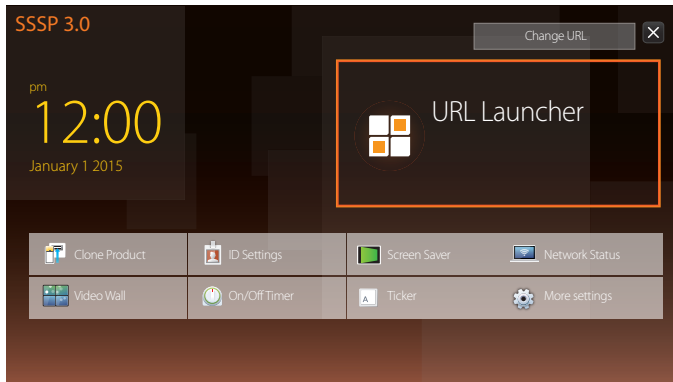 SSSP 3.0
Change URL
pm
12:00
January 1 2015
URL Launcher
Clone Product
ID Settings
Screen Saver
Network Status
Video Wall
On/Off Timer
A
Ticker
More settings